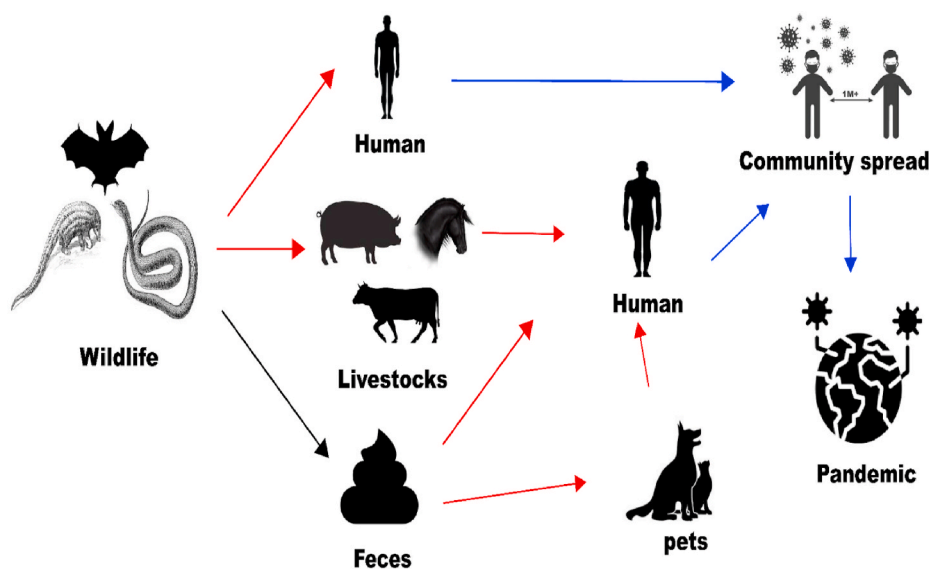 Human
1M+
Community spread
Wildlife
Livestocks
Human
Feces
pets
Pandemic